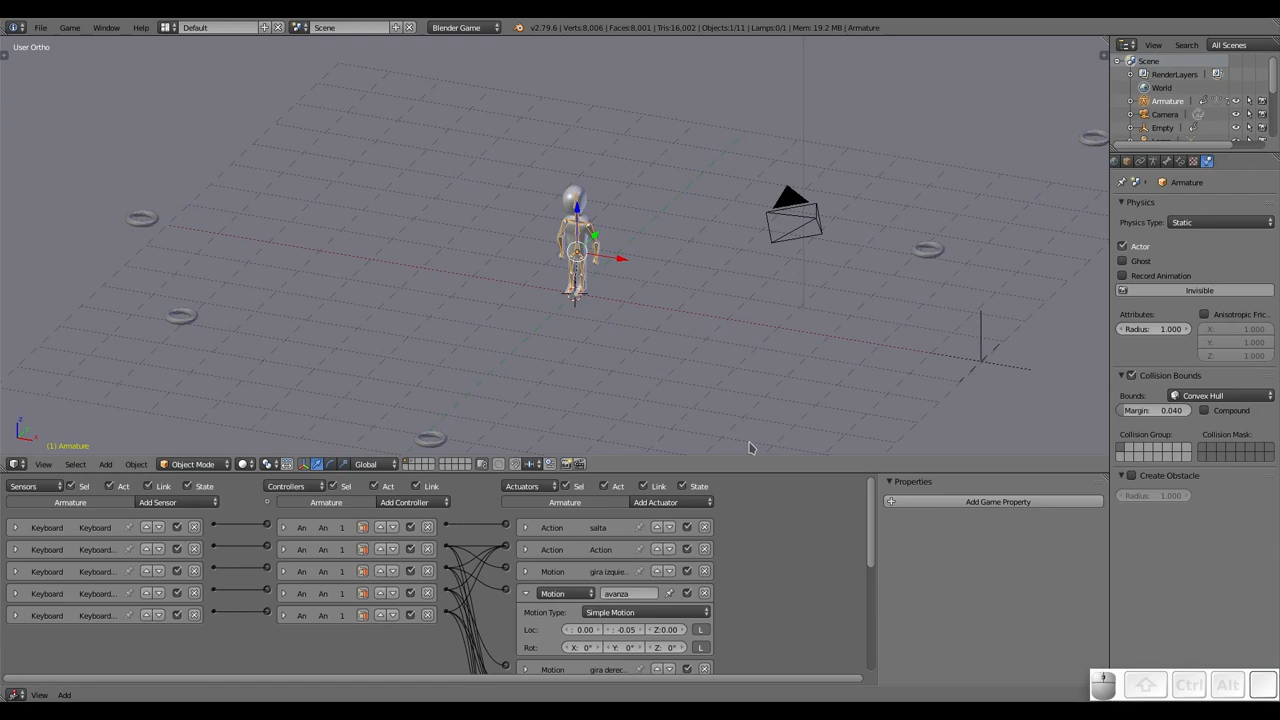 File Game Window Help Default Scene Blender Game v2.79.6 | Verts:8,006 | Faces:8,001 | Tris:16,002 | Objects:1/11 | Lamps:0/1 | Mem: 19.2 MB | Armature
User Ortho
View Search All Scenes
Scene
RenderLayers
World
Armature
Camera
Empty
Armature
Physics
Physics Type: Static
Actor
Ghost
Record Animation
Invisible
Attributes: Anisotropic Fric...
Radius: 1.000 X: 1.000
Y: 1.000
Z: 1.000
Collision Bounds
Bounds: Convex Hull
Margin: 0.040 Compound
Collision Group: Collision Mask:
Create Obstacle
Radius: 1.000
z
x
(1) Armature
View Select Add Object Object Mode Global
Sensors Sel Act Link State Controllers Sel Act Link Actuators Sel Act Link State
Armature Add Sensor Armature Add Controller Armature Add Actuator
Keyboard Keyboard An An 1 Action salta
Keyboard Keyboard... An An 1 Action Action
Keyboard Keyboard... An An 1 Motion gira izquie...
Keyboard Keyboard... An An 1 Motion avanza
Keyboard Keyboard... An An 1 Motion Type: Simple Motion
Loc: : 0.00 : -0.05 Z:0.00 L
Rot: X: 0° Y: 0° Z: 0° L
Motion gira derec...
Properties
Add Game Property
View Add
Ctrl Alt